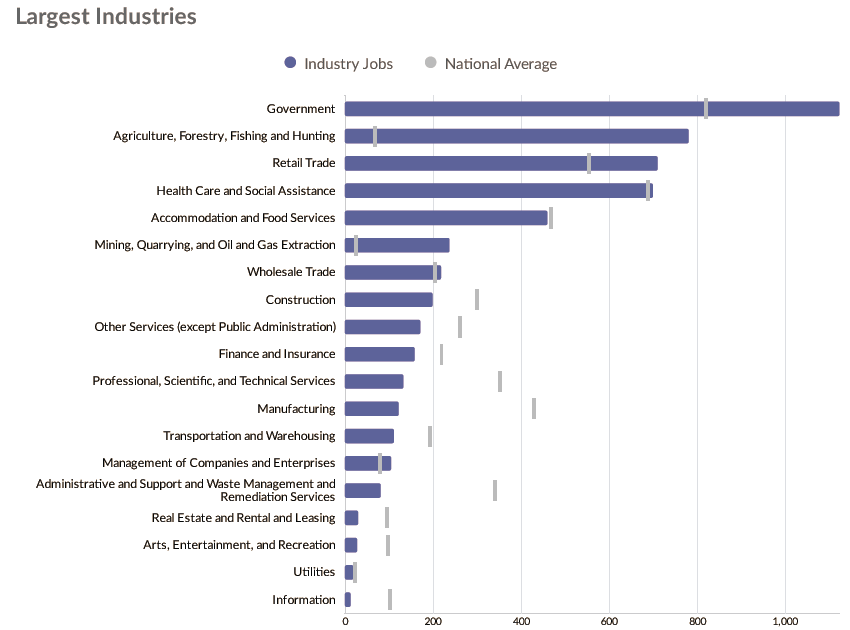 Largest Industries
Industry Jobs
National Average
Government
Agriculture, Forestry, Fishing and Hunting
Retail Trade
Health Care and Social Assistance
Accommodation and Food Services
Mining, Quarrying, and Oil and Gas Extraction
Wholesale Trade
Construction
Other Services (except Public Administration)
Finance and Insurance
Professional, Scientific, and Technical Services
Manufacturing
Transportation and Warehousing
Management of Companies and Enterprises
Administrative and Support and Waste Management and
Remediation Services
Real Estate and Rental and Leasing
Arts, Entertainment, and Recreation
Utilities
Information
0 200 400 600 800 1,000